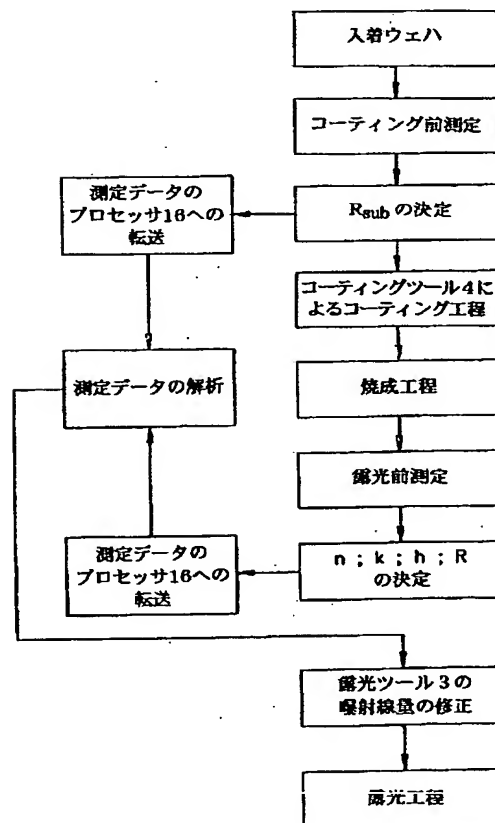 入着ウェハ
コーティング前測定
測定データの
プロセッサ16への
転送
Rsubの決定
コーティングツール4に
よるコーティング工程
測定データの解析
焼成工程
露光前測定
測定データの
プロセッサ16への
転送
n；k；h；R
の決定
露光ツール3の
曝射線量の修正
露光工程